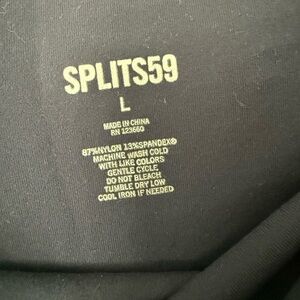 SPLITS59
L
MADE IN CHINA
RN 123660
87%NYLON 13%SPANDEX®
MACHINE WASH COLD
WITH LIKE COLORS
GENTLE CYCLE
DO NOT BLEACH
TUMBLE DRY LOW
COOL IRON IF NEEDED